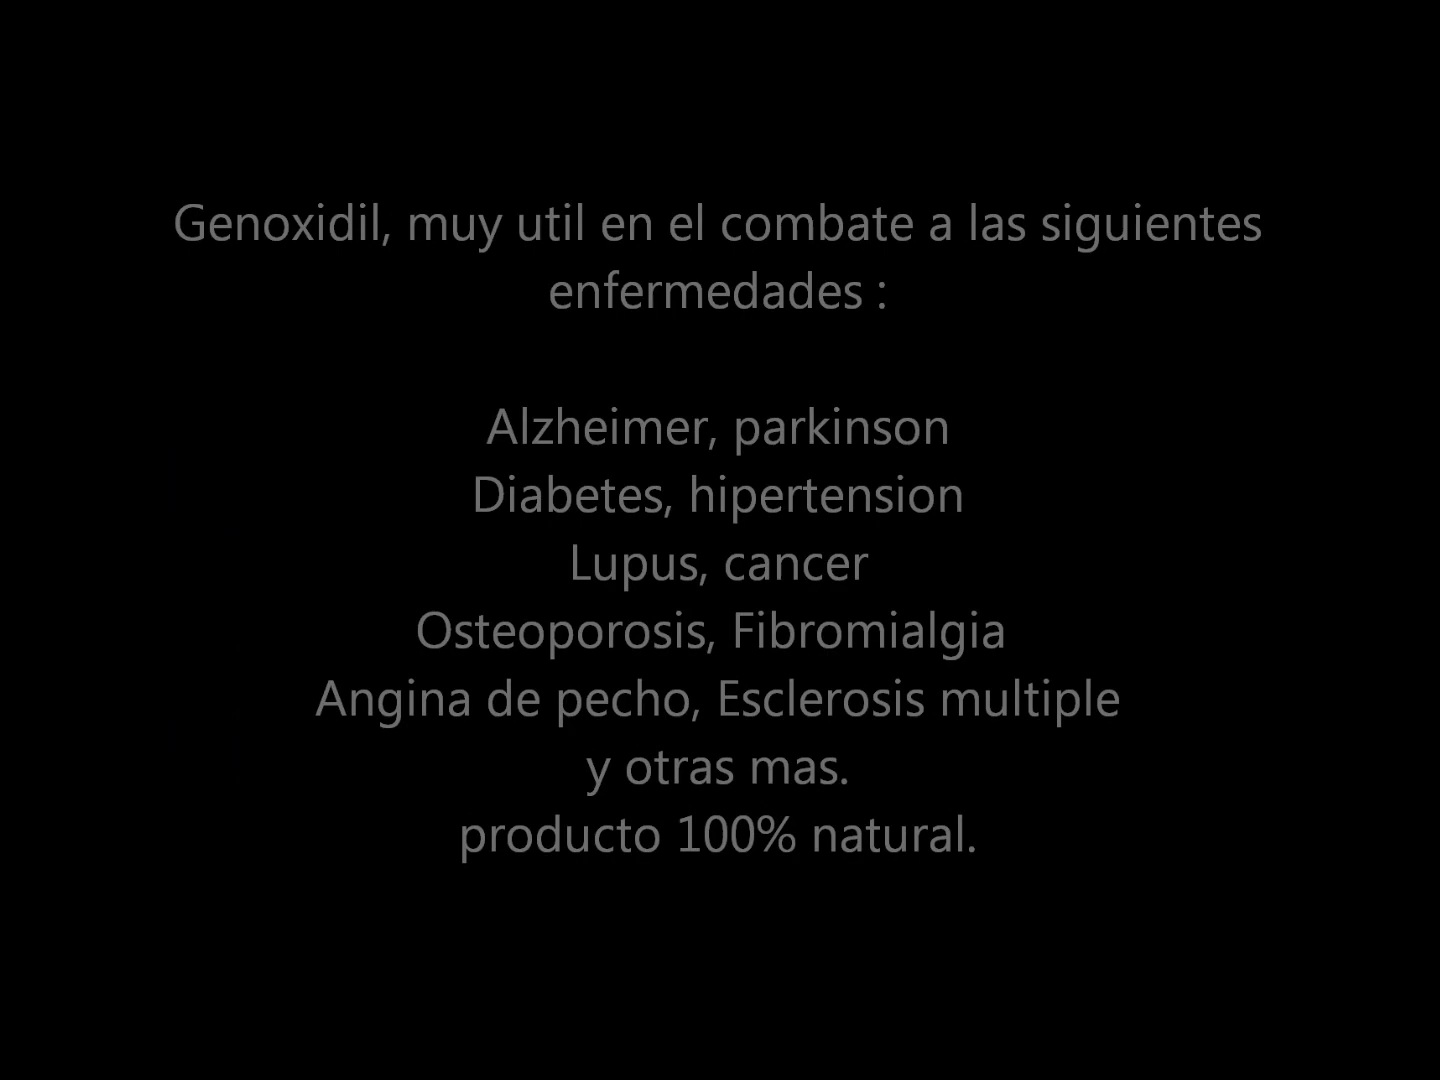 Genoxidil, muy util en el combate a las siguientes
enfermedades :
Alzheimer, parkinson
Diabetes, hipertension
Lupus, cancer
Osteoporosis, Fibromialgia
Angina de pecho, Esclerosis multiple
y otras mas.
producto 100% natural.